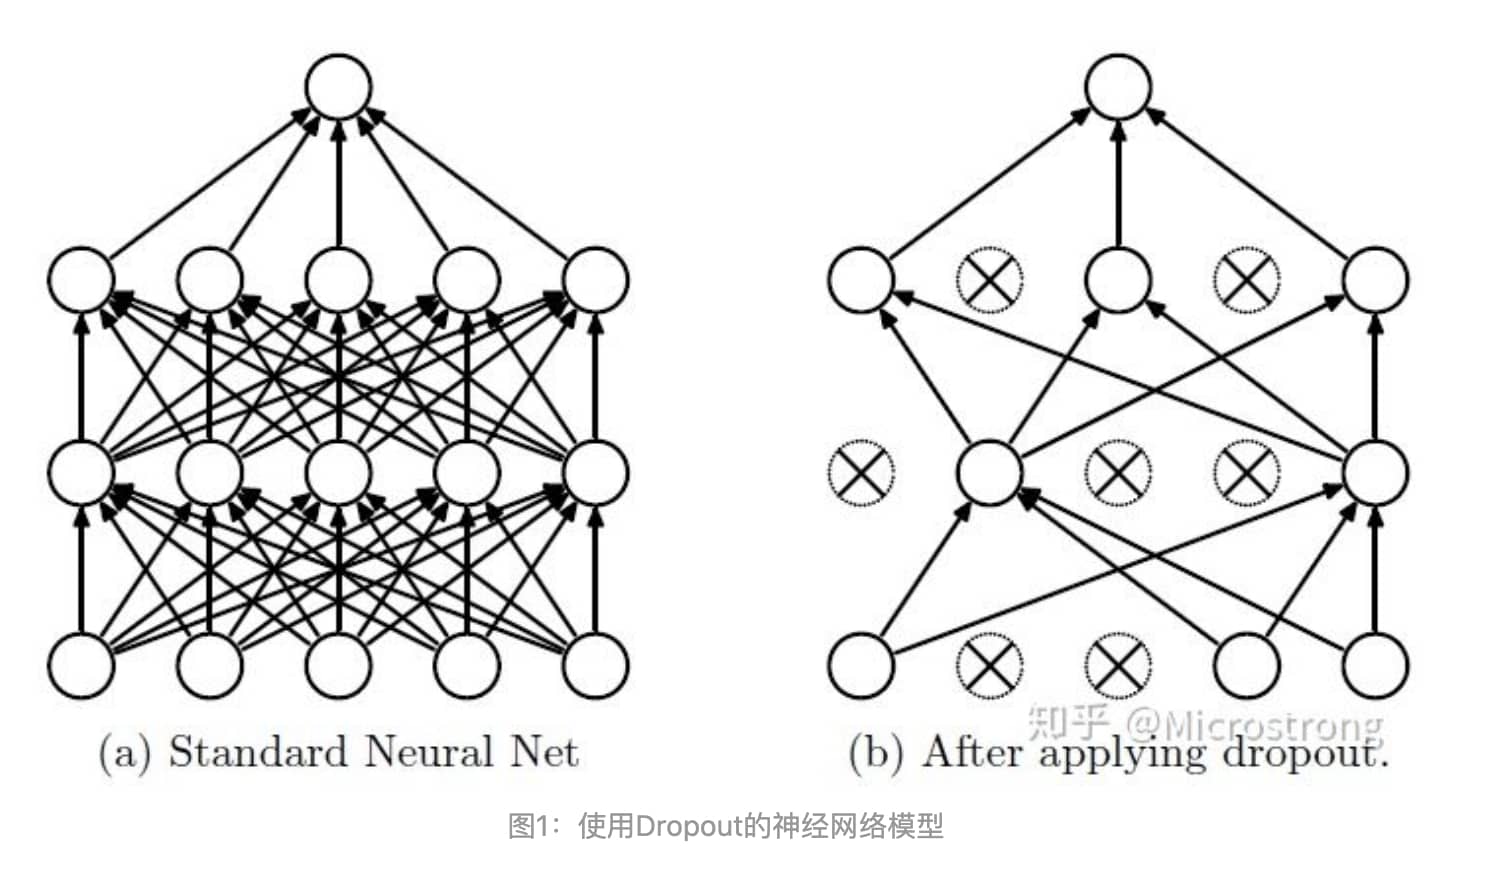 (a) Standard Neural Net
知乎 @Microstrong
(b) After applying dropout.
图1：使用Dropout的神经网络模型